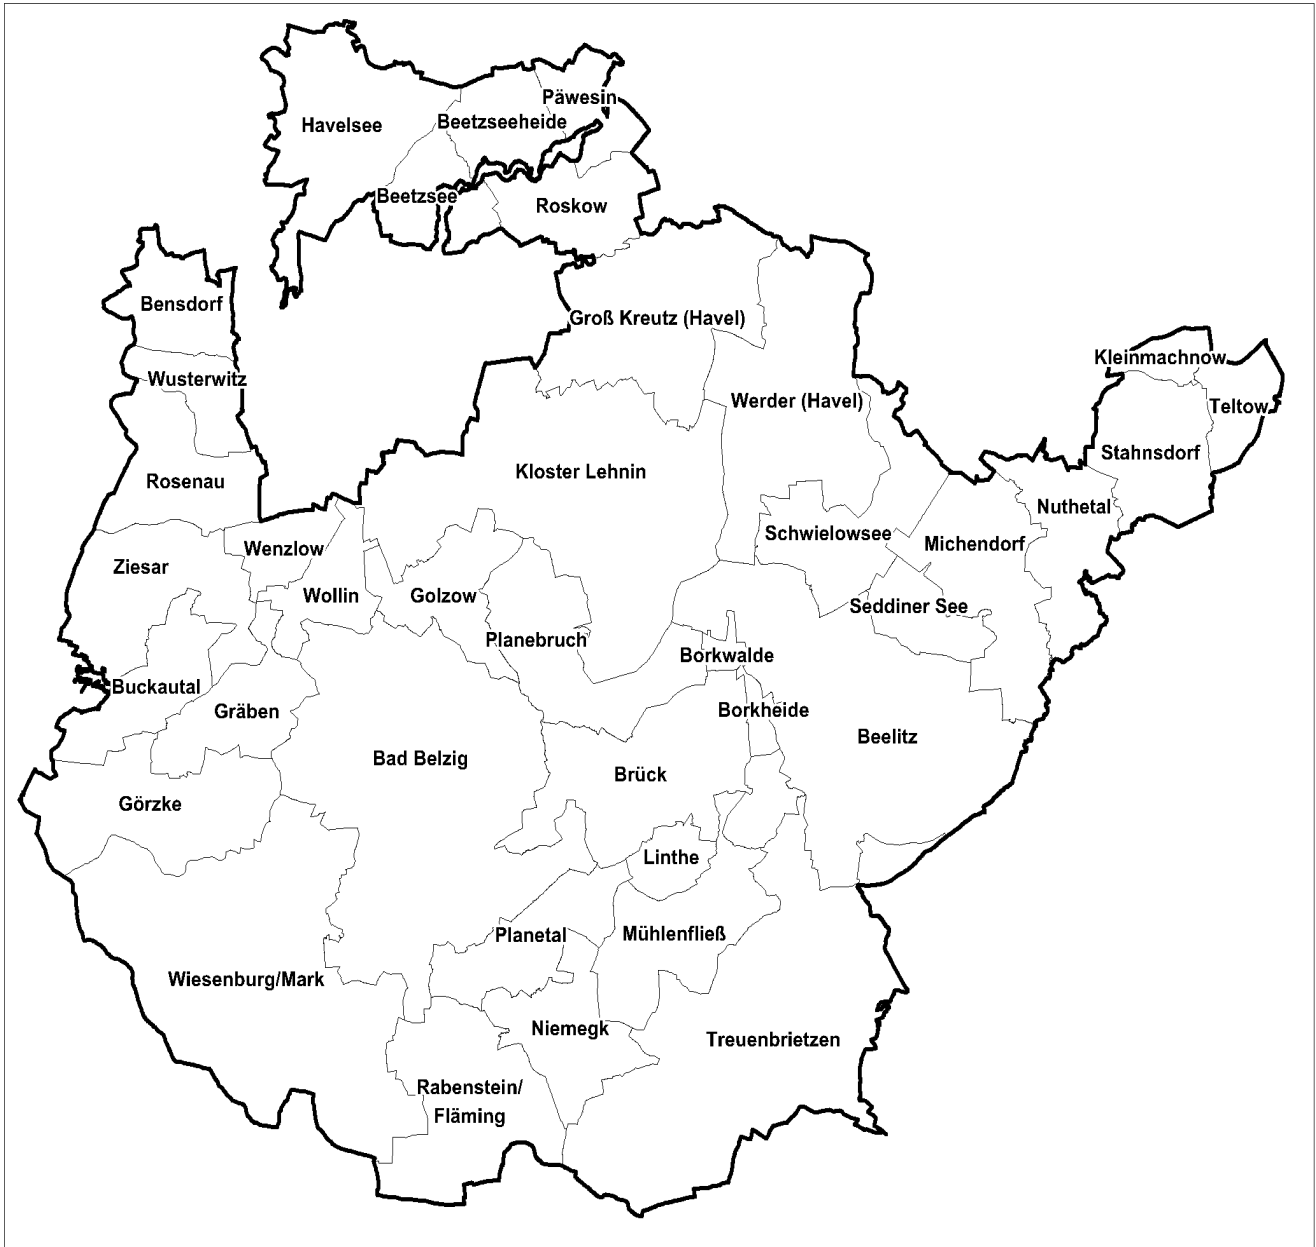 Päwesin
Havelsee
Beetzseeheide
Beetzsee
Roskow
Bensdorf
Groß Kreutz (Havel)
Kleinmachnow
Wusterwitz
Werder (Havel)
Teltow
Stahnsdorf
Kloster Lehnin
Rosenau
Nuthetal
Schwielowsee
Michendorf
Wenzlow
Ziesar
Wollin
Golzow
Seddiner See
Planebruch
Borkwalde
Buckautal
Gräben
Borkheide
Beelitz
Bad Belzig
Brück
Görzke
Linthe
Planetal
Mühlenfließ
Wiesenburg/Mark
Niemegk
Treuenbrietzen
Rabenstein/
Fläming